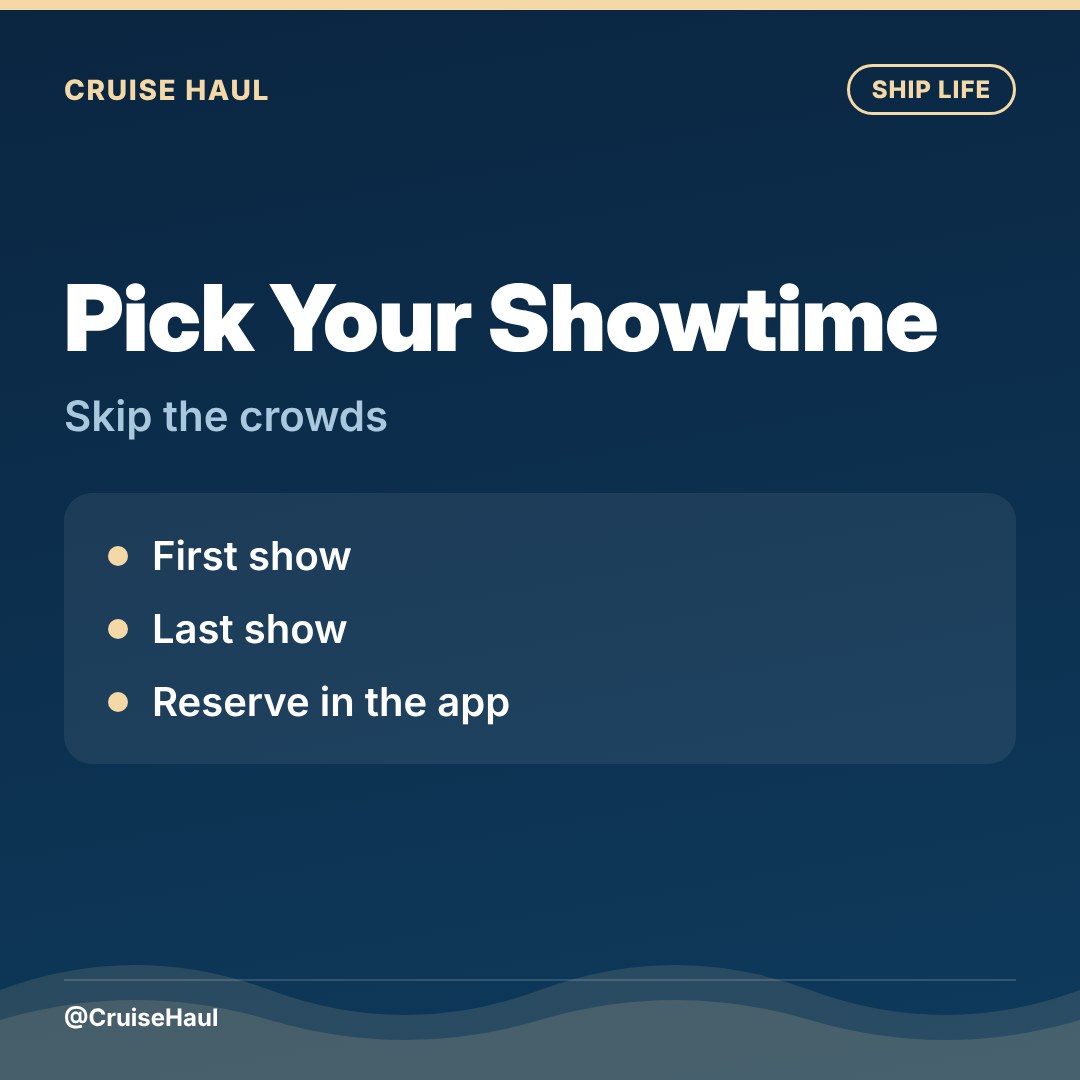 CRUISE HAUL
SHIP LIFE
Pick Your Showtime
Skip the crowds
First show
Last show
Reserve in the app
@CruiseHaul